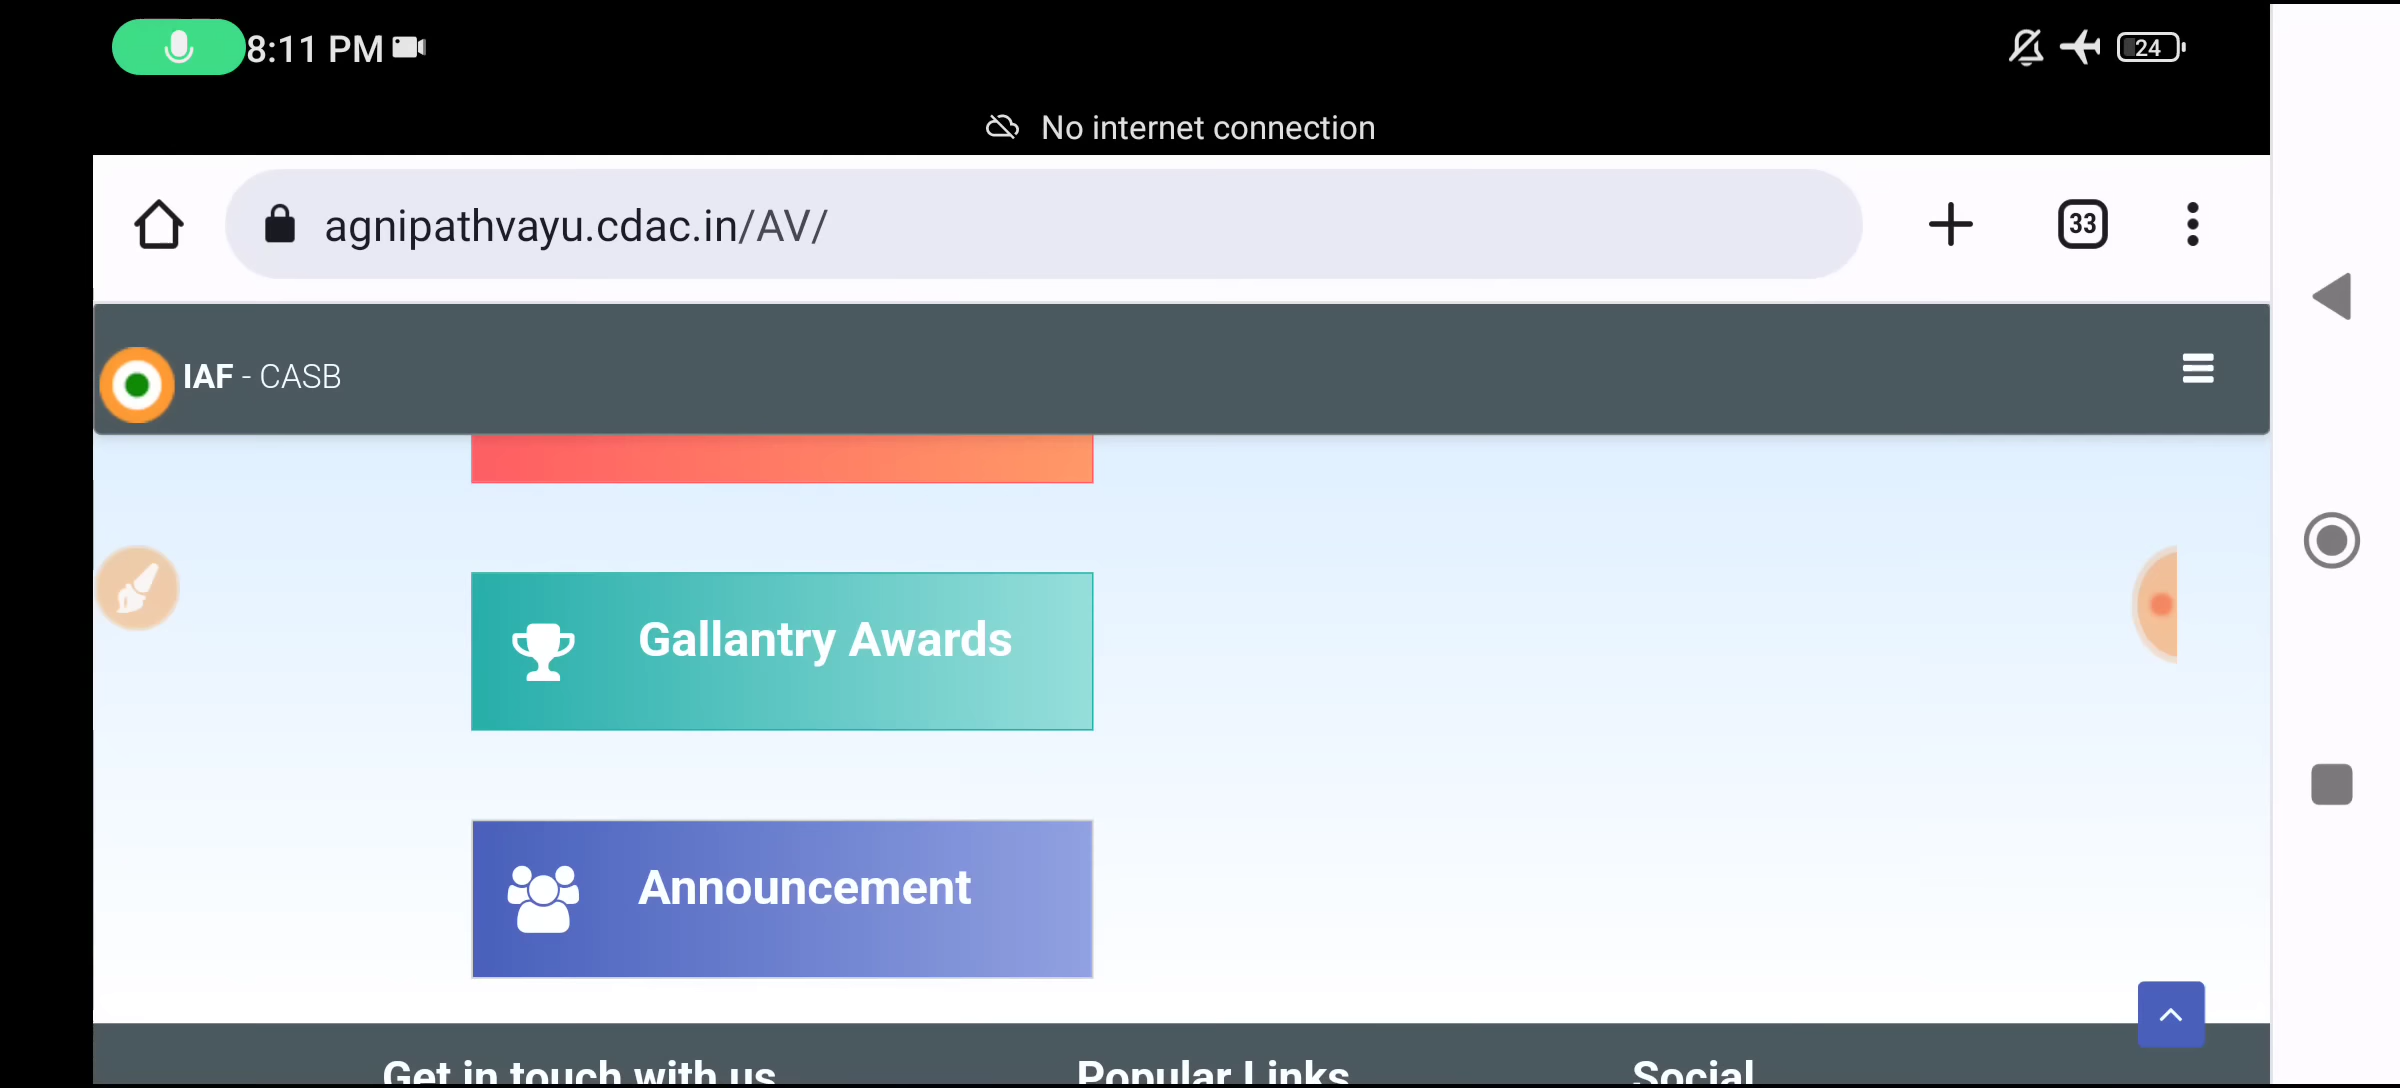 8:11 PM
24
No internet connection
agnipathvayu.cdac.in/AV/
33
IAF - CASB
Gallantry Awards
Announcement
Get in touch with us
Popular Links
Social